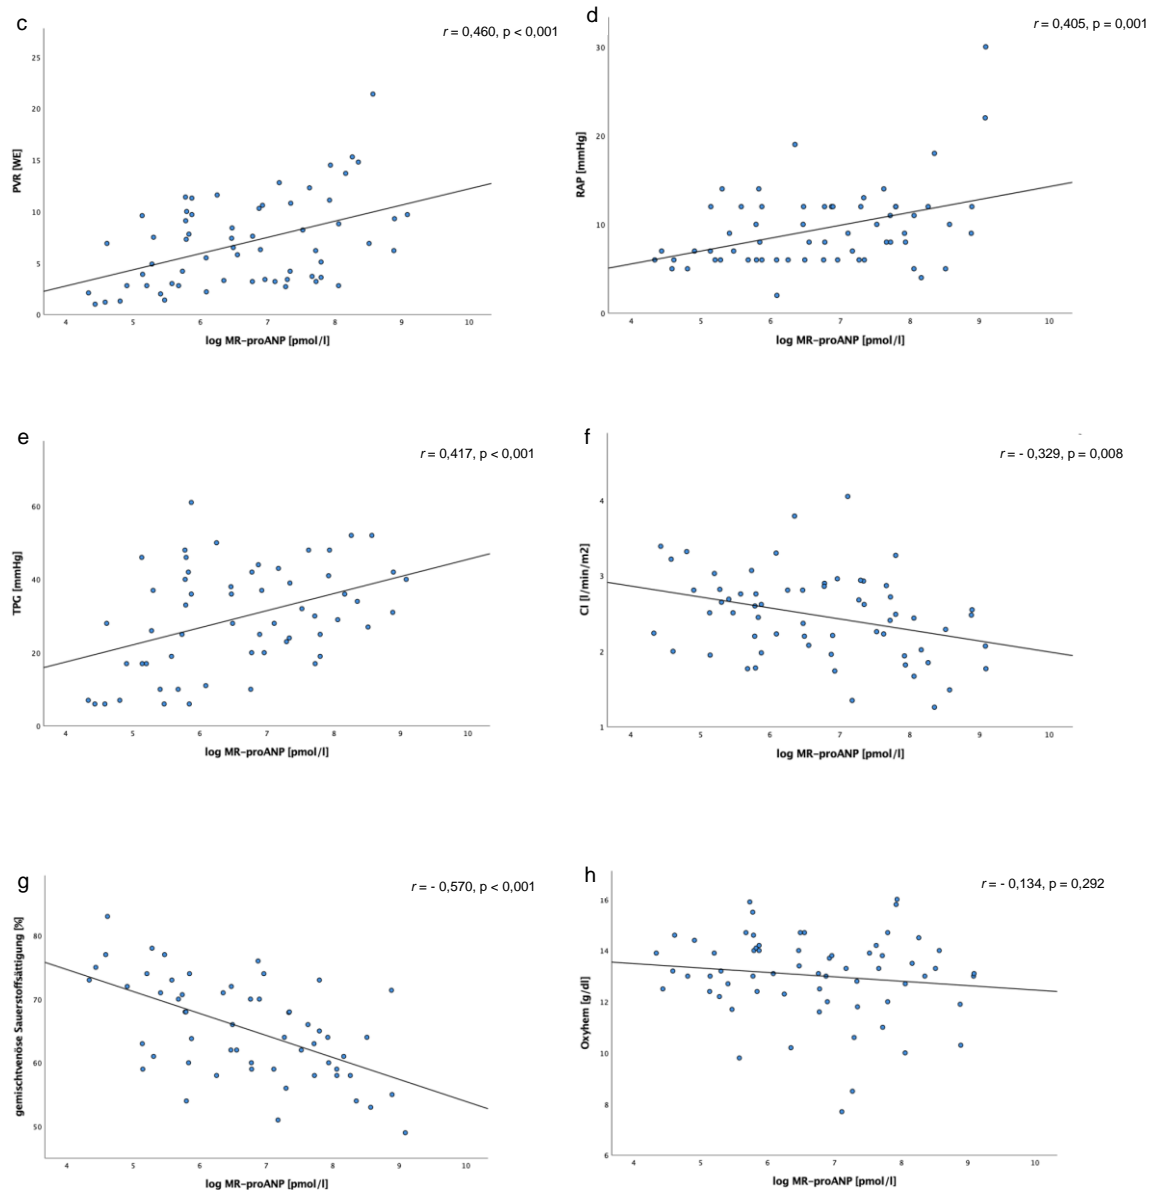 c
r = 0,460, p < 0,001
25
20
15
10
5
0
PVR [WE]
4 5 6 7 8 9 10
log MR-proANP [pmol/l]
d
r = 0,405, p = 0,001
30
20
10
0
RAP [mmHg]
4 5 6 7 8 9 10
log MR-proANP [pmol/l]
e
r = 0,417, p < 0,001
60
40
20
0
TPG [mmHg]
4 5 6 7 8 9 10
log MR-proANP [pmol/l]
f
r = - 0,329, p = 0,008
4
3
2
1
CI [l/min/m2]
4 5 6 7 8 9 10
log MR-proANP [pmol/l]
g
r = - 0,570, p < 0,001
80
70
60
50
gemischtvenöse Sauerstoffsättigung [%]
4 5 6 7 8 9 10
log MR-proANP [pmol/l]
h
r = - 0,134, p = 0,292
16
14
12
10
8
6
Oxyhem [g/dl]
4 5 6 7 8 9 10
log MR-proANP [pmol/l]